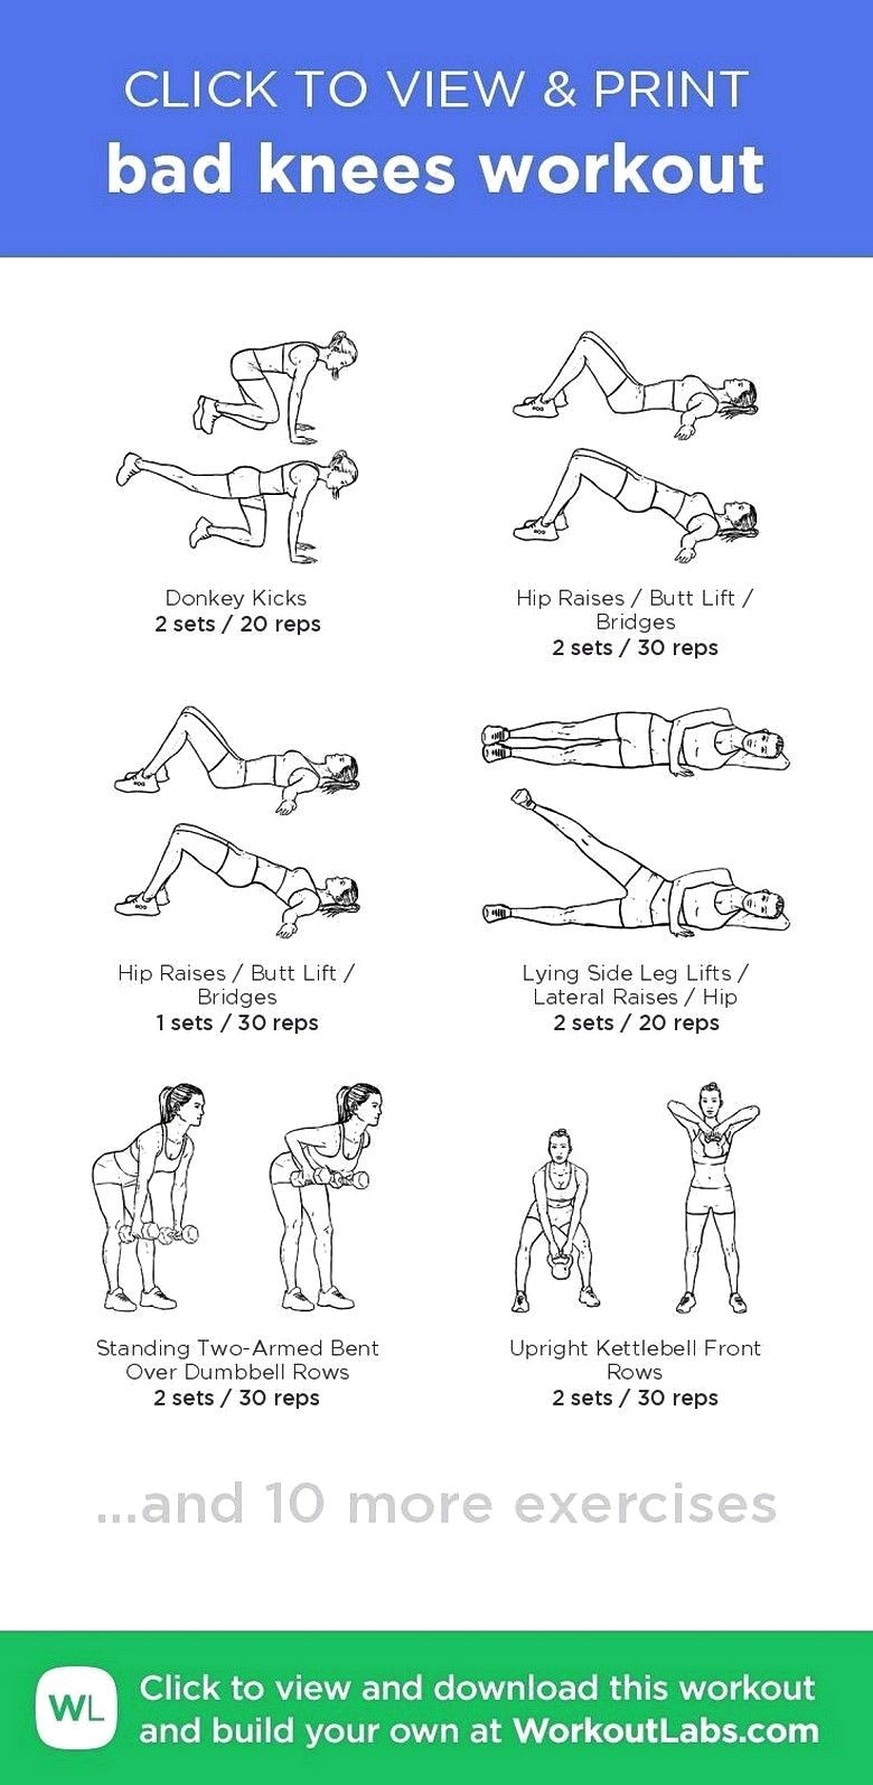 CLICK TO VIEW & PRINT
bad knees workout
Donkey Kicks
2 sets / 20 reps
Hip Raises / Butt Lift /
Bridges
2 sets / 30 reps
Hip Raises / Butt Lift /
Bridges
1 sets / 30 reps
Lying Side Leg Lifts /
Lateral Raises / Hip
2 sets / 20 reps
Standing Two-Armed Bent
Over Dumbbell Rows
2 sets / 30 reps
Upright Kettlebell Front
Rows
2 sets / 30 reps
...and 10 more exercises
WL
Click to view and download this workout
and build your own at WorkoutLabs.com